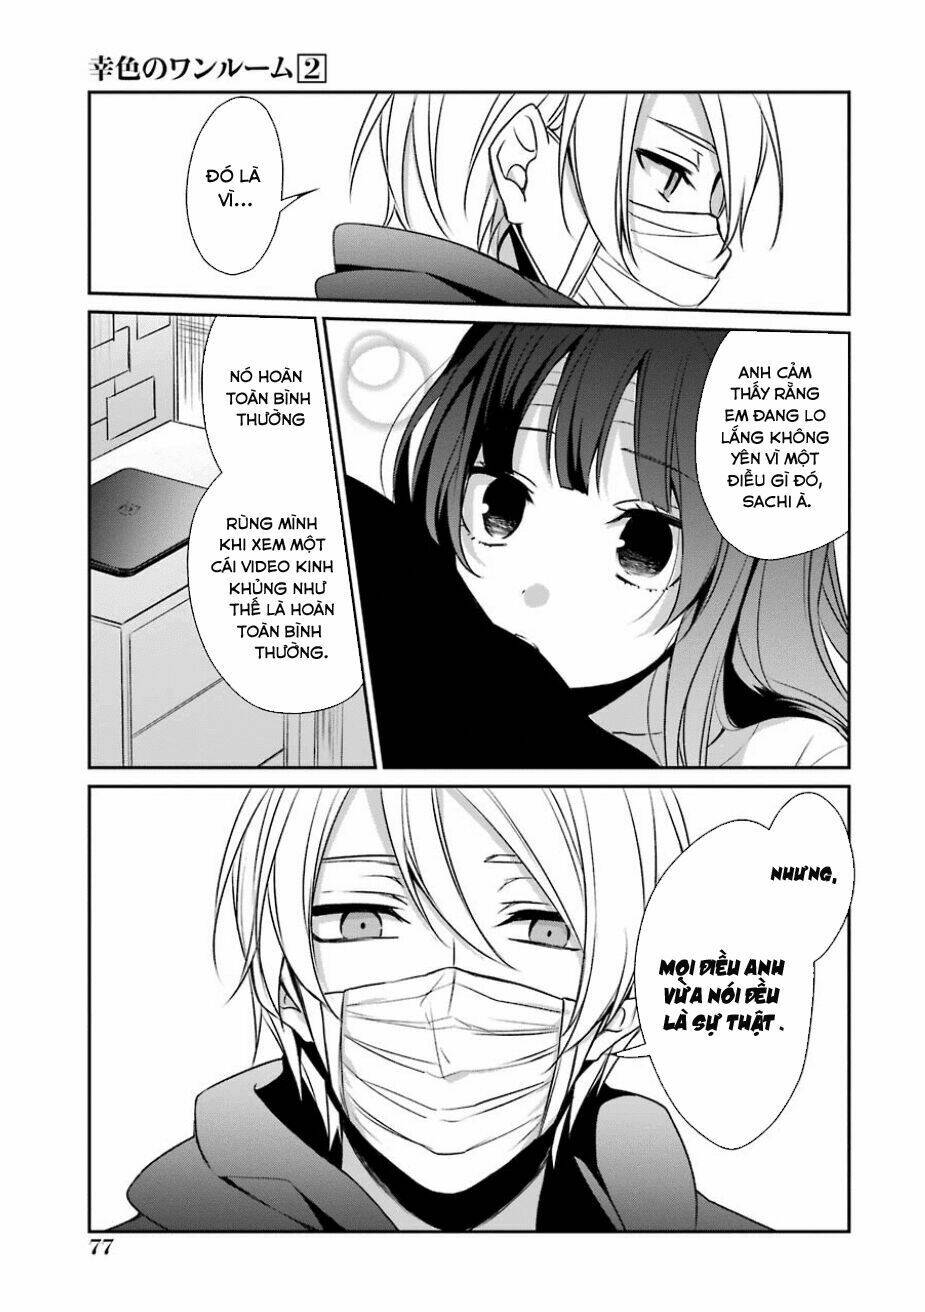 幸色のワンルーム 2
ĐÓ LÀ
VÌ...
ANH CẢM
THẤY RẰNG
EM ĐANG LO
LẮNG KHÔNG
YÊN VÌ MỘT
ĐIỀU GÌ ĐÓ,
SACHI À.
NÓ HOÀN
TOÀN BÌNH
THƯỜNG
RÙNG MÌNH
KHI XEM MỘT
CÁI VIDEO KINH
KHỦNG NHƯ
THẾ LÀ HOÀN
TOÀN BÌNH
THƯỜNG.
NHƯNG,
MỌI ĐIỀU ANH
VỪA NÓI ĐỀU
LÀ SỰ THẬT.
77